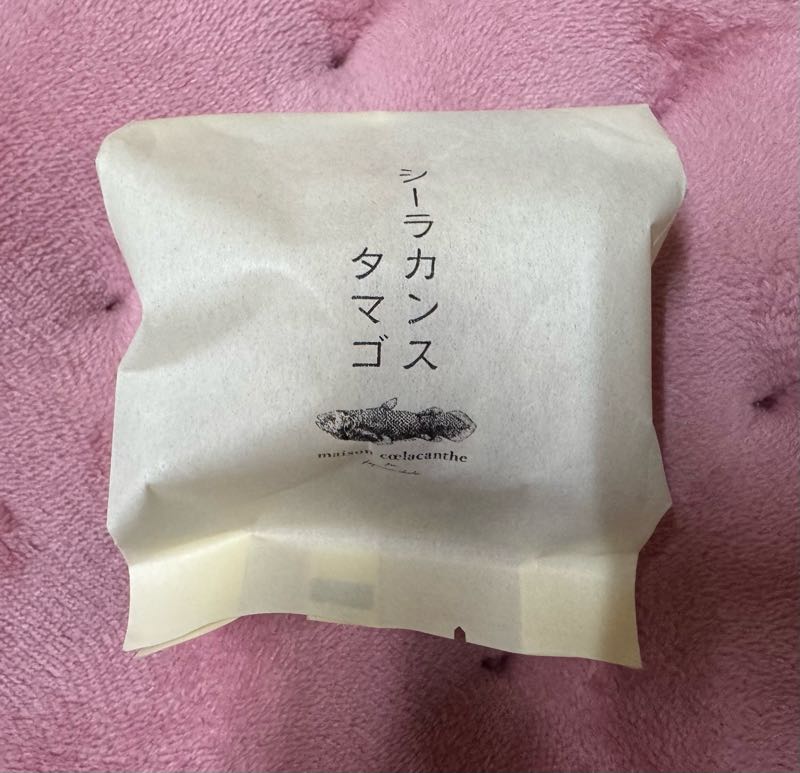 シーラカンス
タマゴ
maison cœlacanthe